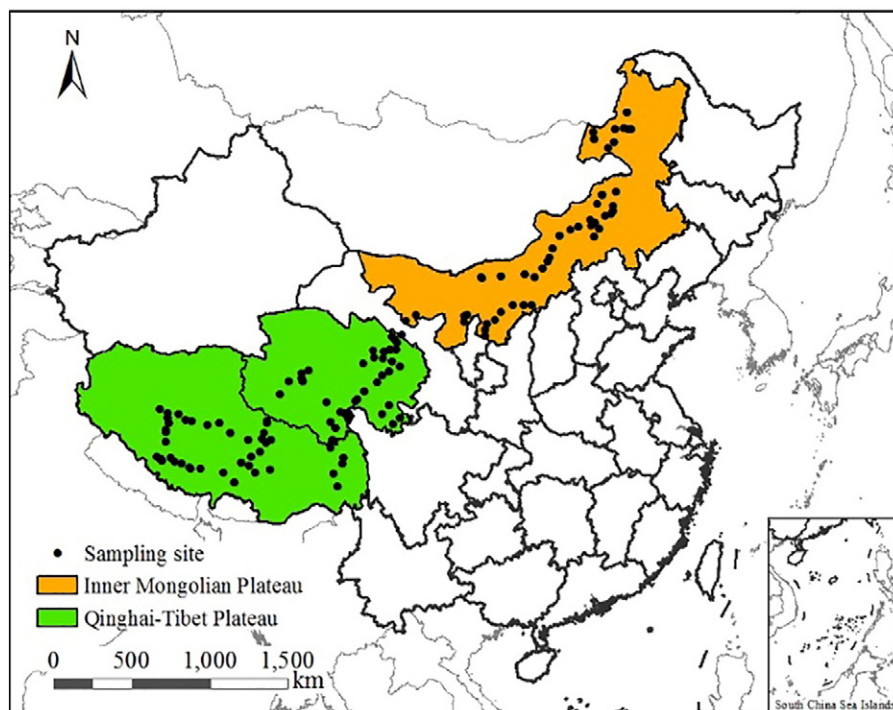 N
Sampling site
Inner Mongolian Plateau
Qinghai-Tibet Plateau
0 500 1,000 1,500
km
South China Sea Islands